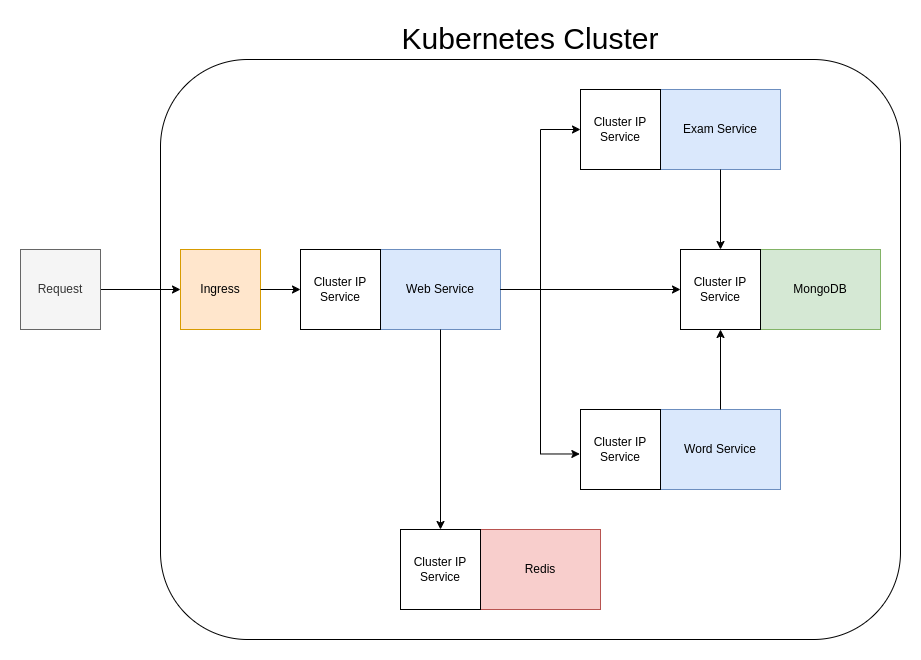 Kubernetes Cluster
Cluster IP
Service
Exam Service
Request
Ingress
Cluster IP
Service
Web Service
Cluster IP
Service
MongoDB
Cluster IP
Service
Word Service
Cluster IP
Service
Redis